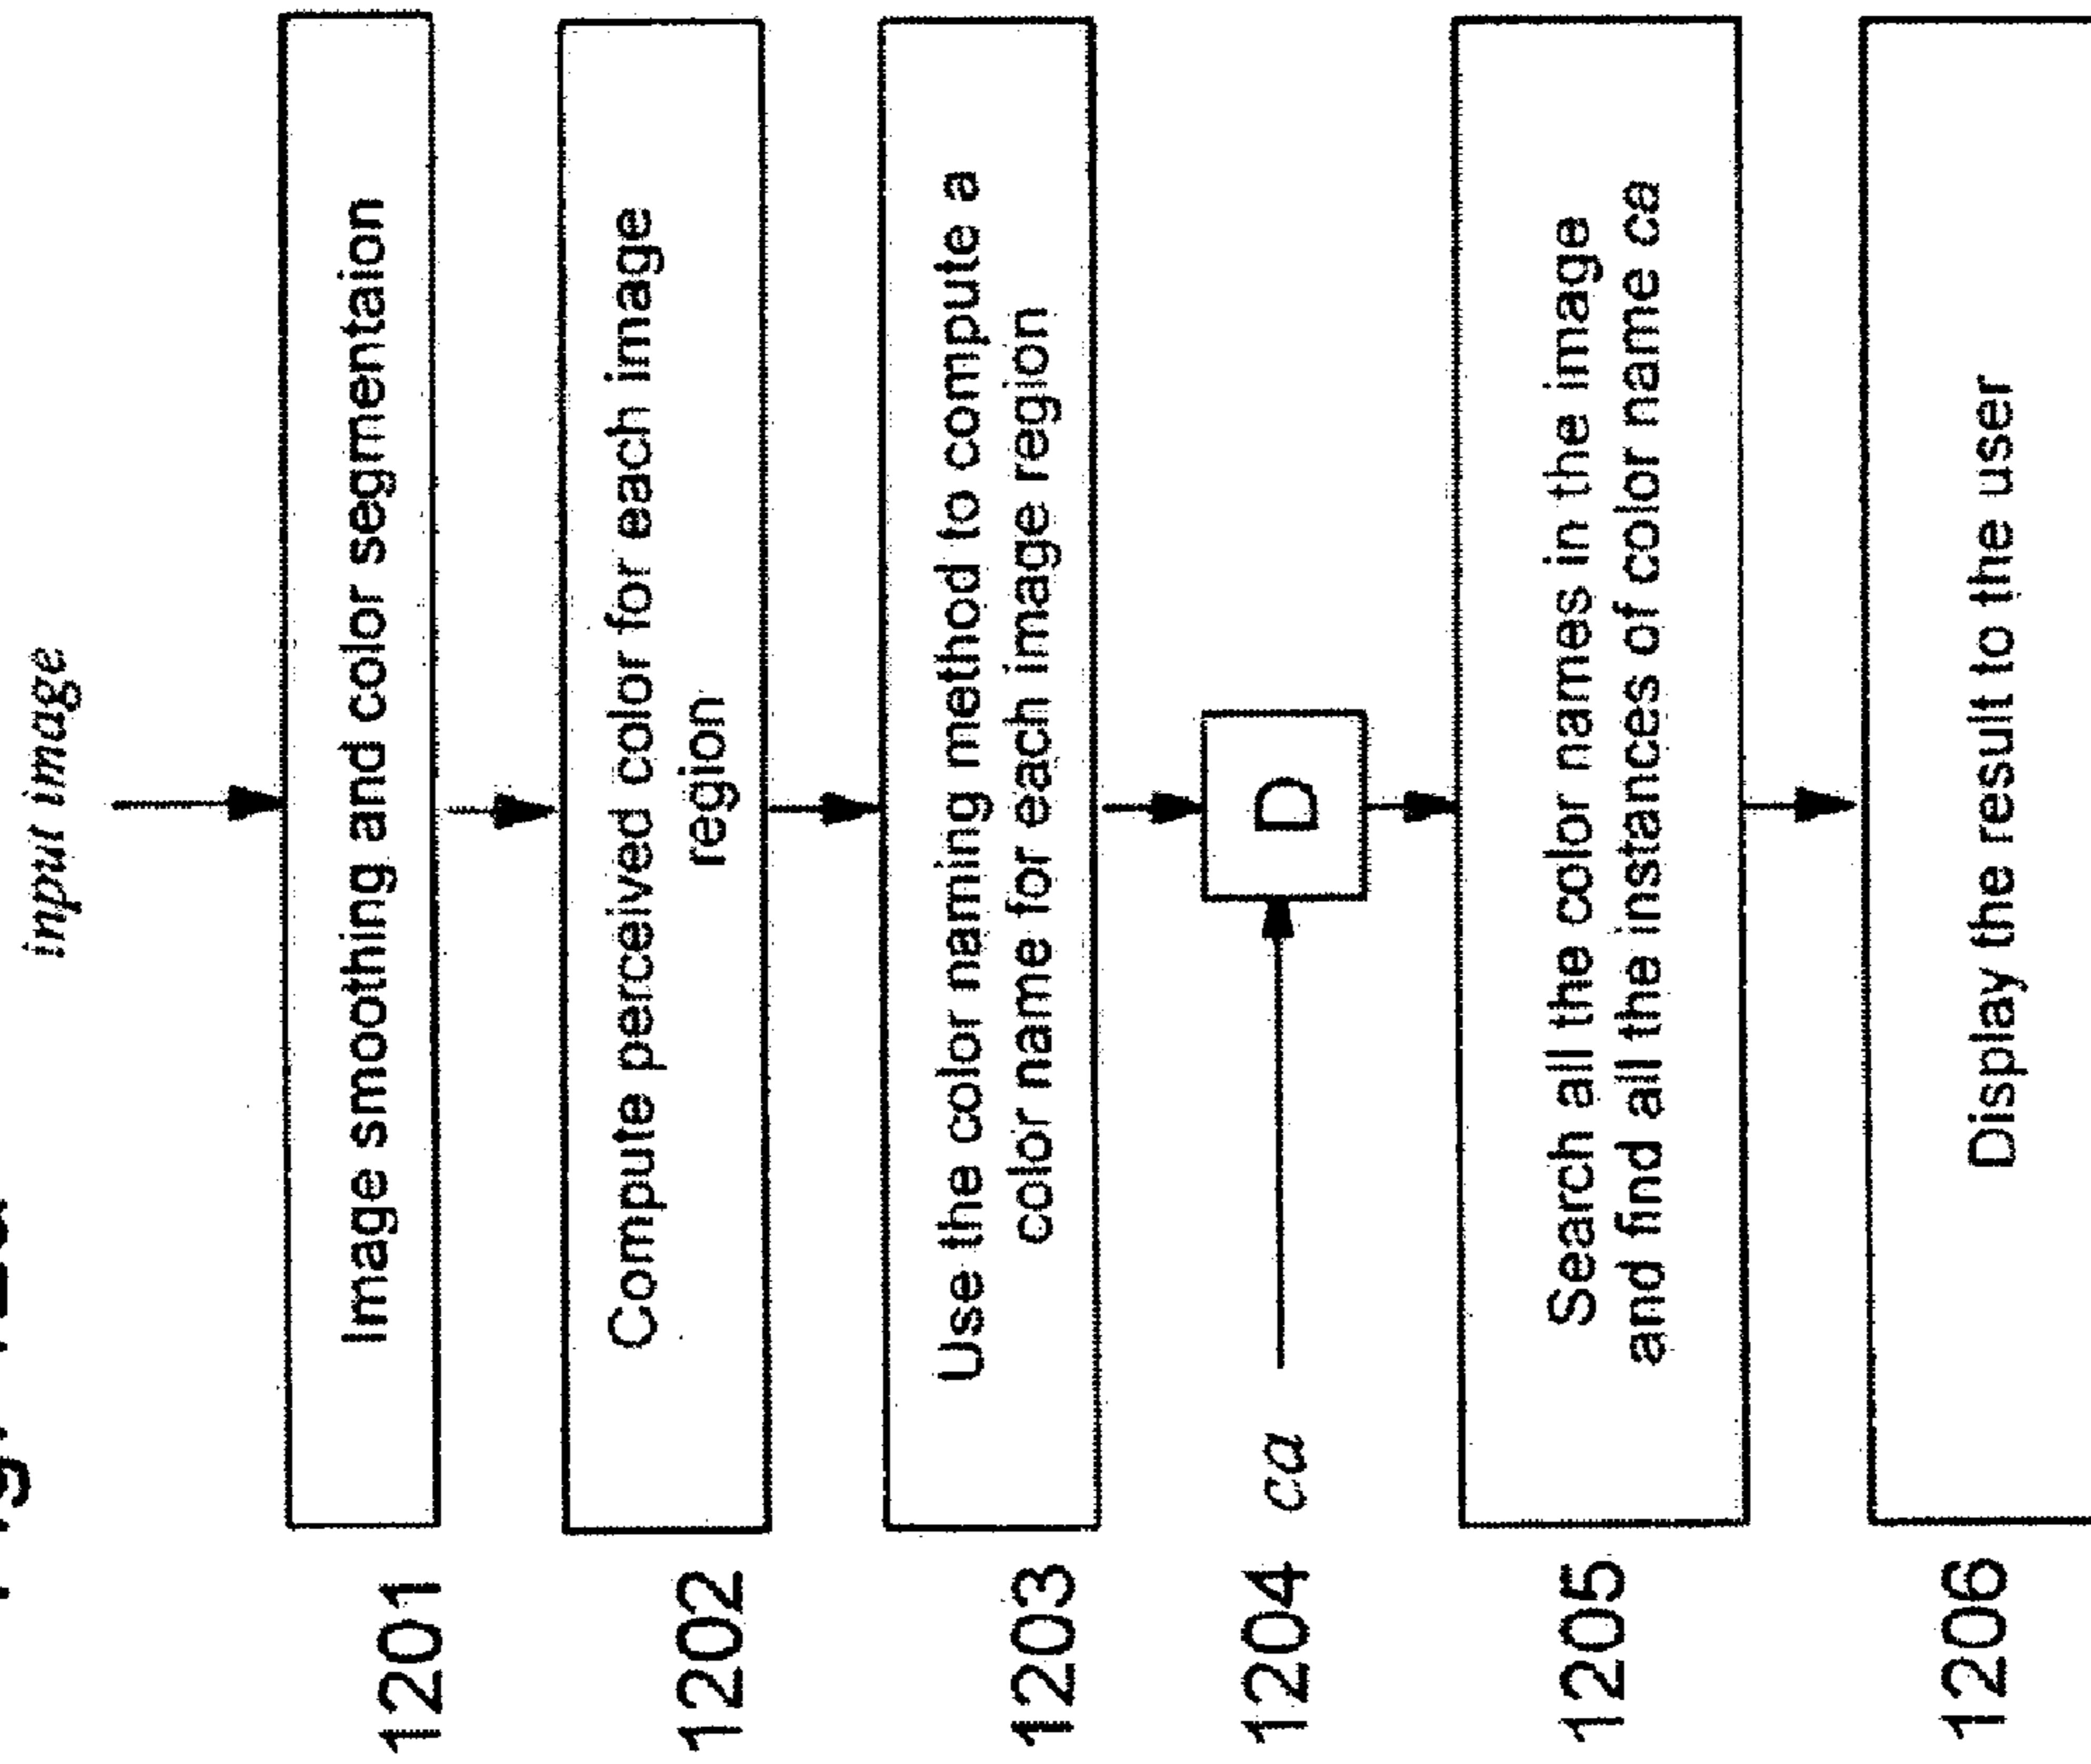 input image
1201
Image smoothing and color segmentaion
1202
Compute perceived color for each image
region
1203
Use the color naming method to compute a
color name for each image region
1204
ca
D
1205
Search all the color names in the image
and find all the instances of color name ca
1206
Display the result to the user